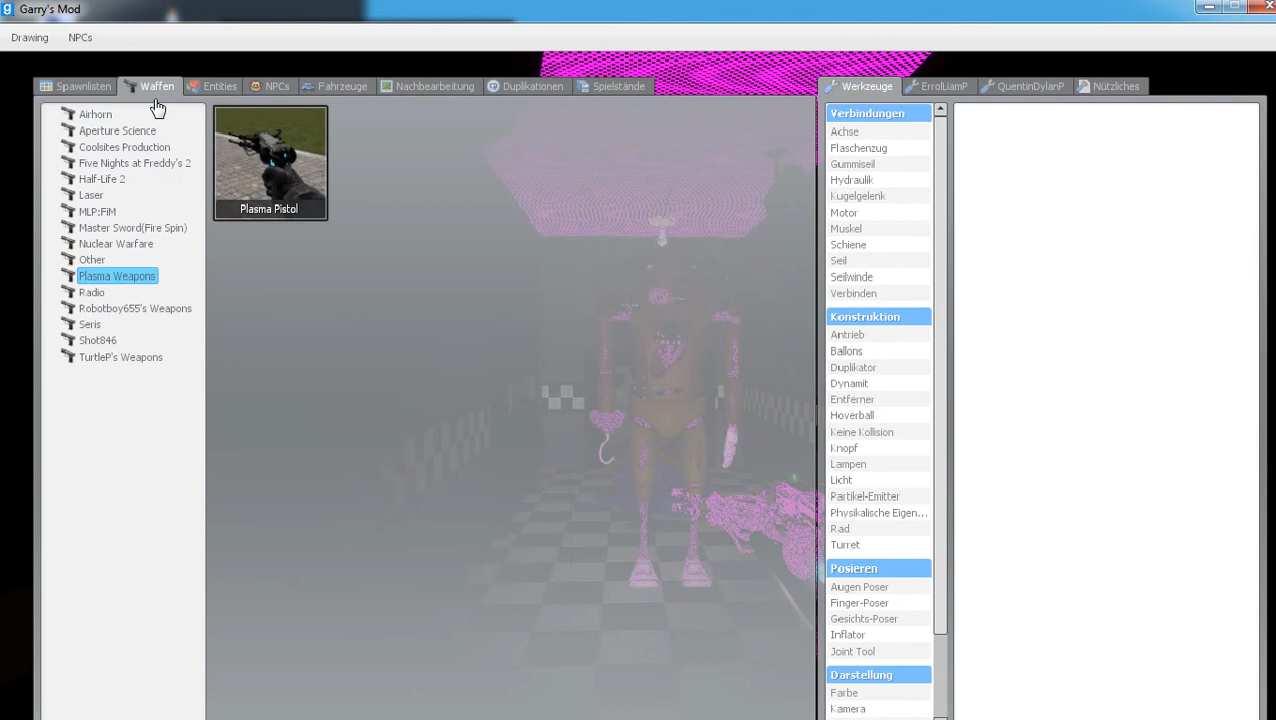 Garry's Mod
Drawing NPCs
Spawnlisten Waffen Entities NPCs Fahrzeuge Nachbearbeitung Duplikationen Spielstände
Airhorn
Aperture Science
Coolsites Production
Five Nights at Freddy's 2
Half-Life 2
Laser
MLP:FiM
Master Sword(Fire Spin)
Nuclear Warfare
Other
Plasma Weapons
Radio
Robotboy655's Weapons
Seris
Shot846
TurtleP's Weapons
Plasma Pistol
Werkzeuge ErrolLiamP QuentinDylanP Nützliches
Verbindungen
Achse
Flaschenzug
Gummiseil
Hydraulik
Kugelgelenk
Motor
Muskel
Schiene
Seil
Seilwinde
Verbinden
Konstruktion
Antrieb
Ballons
Duplikator
Dynamit
Entferner
Hoverball
Keine Kollision
Knopf
Lampen
Licht
Partikel-Emitter
Physikalische Eigen...
Rad
Turret
Posieren
Augen Poser
Finger-Poser
Gesichts-Poser
Inflator
Joint Tool
Darstellung
Farbe
Kamera